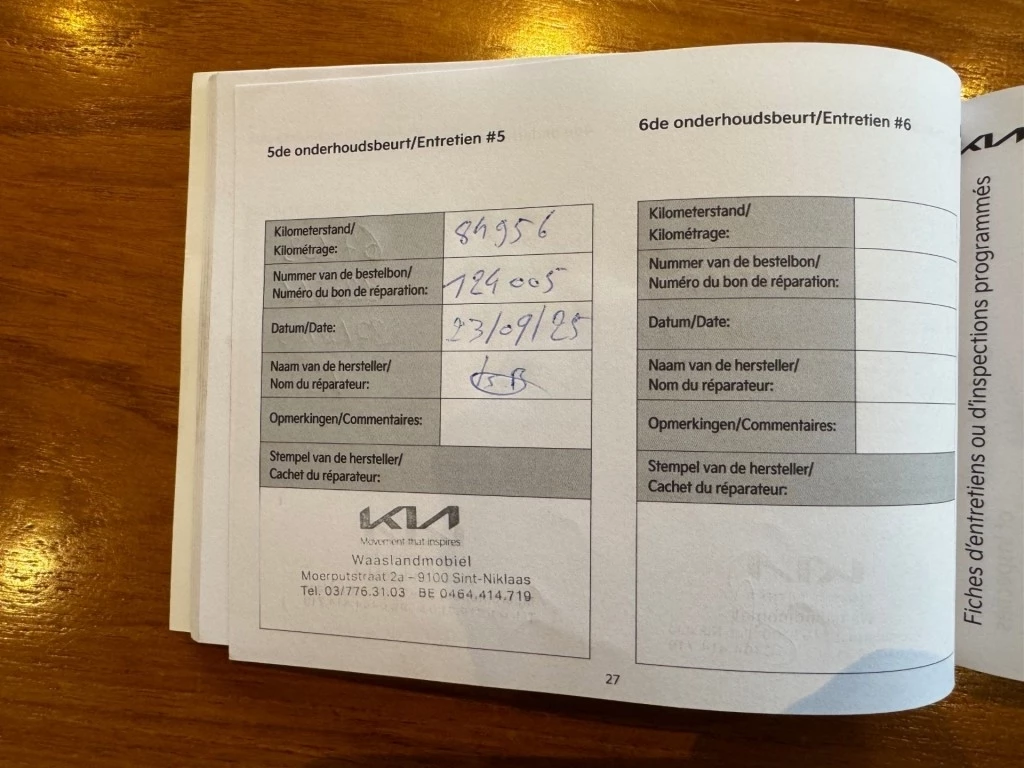 5de onderhoudsbeurt/Entretien #5
Kilometerstand/
Kilométrage:
84956
Nummer van de bestelbon/
Numéro du bon de réparation:
124005
Datum/Date:
23/09/25
Naam van de hersteller/
Nom du réparateur:
Opmerkingen/Commentaires:
Stempel van de hersteller/
Cachet du réparateur:
KIA
Movement that inspires
Waaslandmobiel
Moerputstraat 2a - 9100 Sint-Niklaas
Tel. 03/776.31.03 BE 0464.414.719
27
6de onderhoudsbeurt/Entretien #6
Kilometerstand/
Kilométrage:
Nummer van de bestelbon/
Numéro du bon de réparation:
Datum/Date:
Naam van de hersteller/
Nom du réparateur:
Opmerkingen/Commentaires:
Stempel van de hersteller/
Cachet du réparateur:
KIA
Fiches d'entretiens ou d'inspections programmés